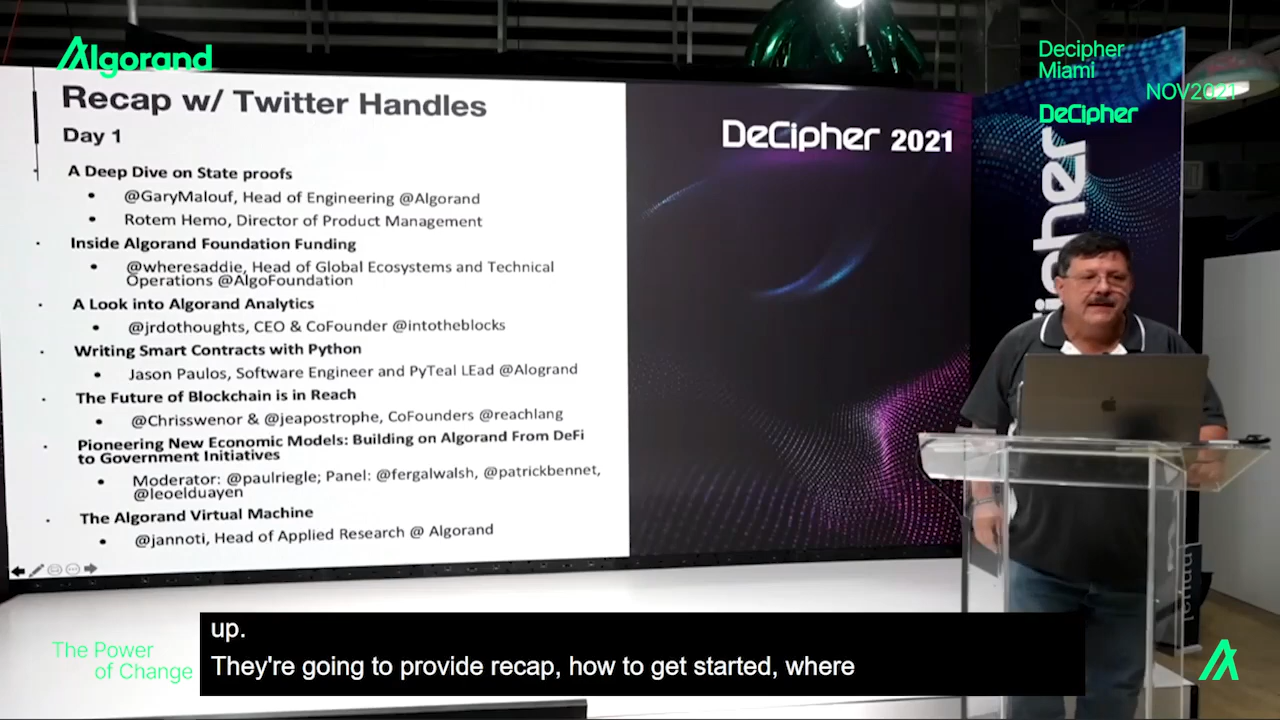 Algorand
Decipher
Miami
NOV2021
DeCipher
Recap w/ Twitter Handles
Day 1
A Deep Dive on State proofs
@GaryMalouf, Head of Engineering @Algorand
Rotem Hemo, Director of Product Management
Inside Algorand Foundation Funding
@wheresaddie, Head of Global Ecosystems and Technical
Operations @AlgoFoundation
A Look into Algorand Analytics
@jrdothoughts, CEO & CoFounder @intotheblocks
Writing Smart Contracts with Python
Jason Paulos, Software Engineer and PyTeal LEad @Alogrand
The Future of Blockchain is in Reach
@Chrisswenor & @jeapostrophe, CoFounders @reachlang
Pioneering New Economic Models: Building on Algorand From DeFi
to Government Initiatives
Moderator: @paulriegle; Panel: @fergalwalsh, @patrickbennet,
@leoelduayen
The Algorand Virtual Machine
@jannoti, Head of Applied Research @ Algorand
DeCipher 2021
cipher
up.
They're going to provide recap, how to get started, where
The Power
of Change